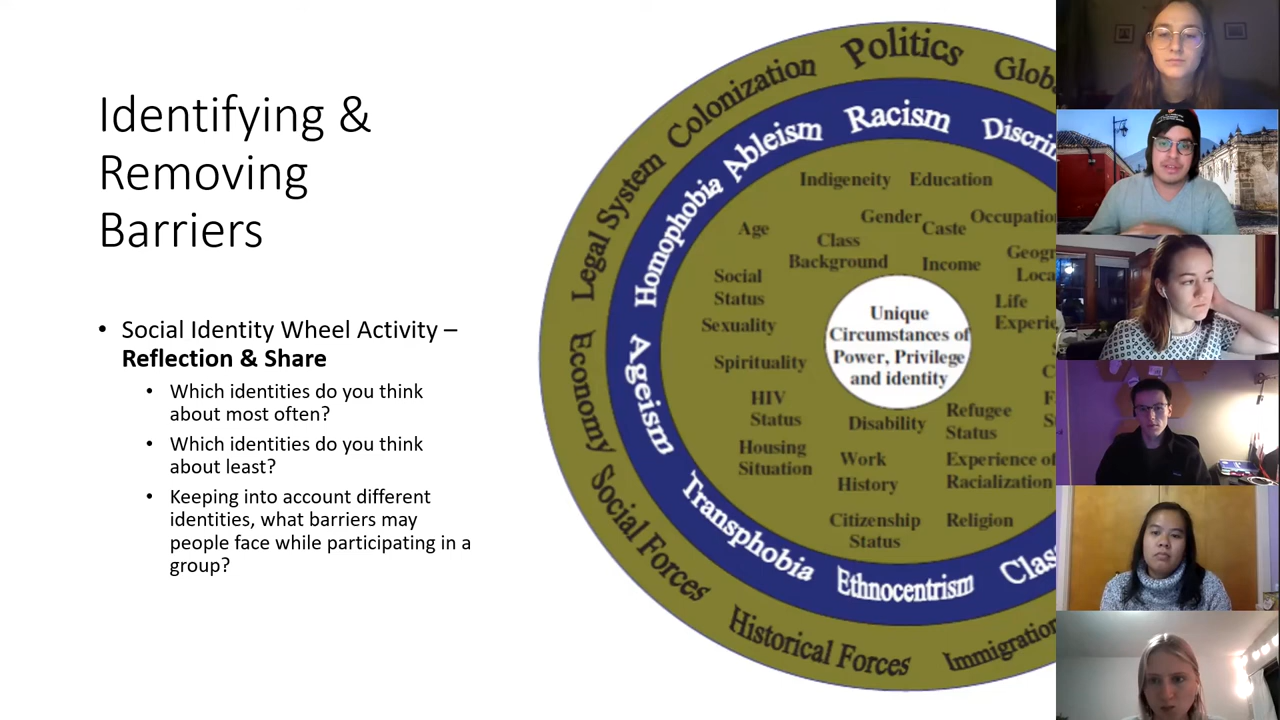 Identifying &
Removing
Barriers
• Social Identity Wheel Activity –
Reflection & Share
• Which identities do you think
about most often?
• Which identities do you think
about least?
• Keeping into account different
identities, what barriers may
people face while participating in a
group?
Politics
Colonization
Legal System
Economy
Social Forces
Historical Forces
Racism
Ableism
Homophobia
Ageism
Transphobia
Ethnocentrism
Indigeneity Education
Gender
Caste
Age
Class
Background
Income
Social
Status
Life
Sexuality
Spirituality
HIV
Status
Disability
Refugee
Status
Housing
Situation
Work
History
Experience of
Racialization
Citizenship
Status
Religion
Unique
Circumstances of
Power, Privilege
and identity